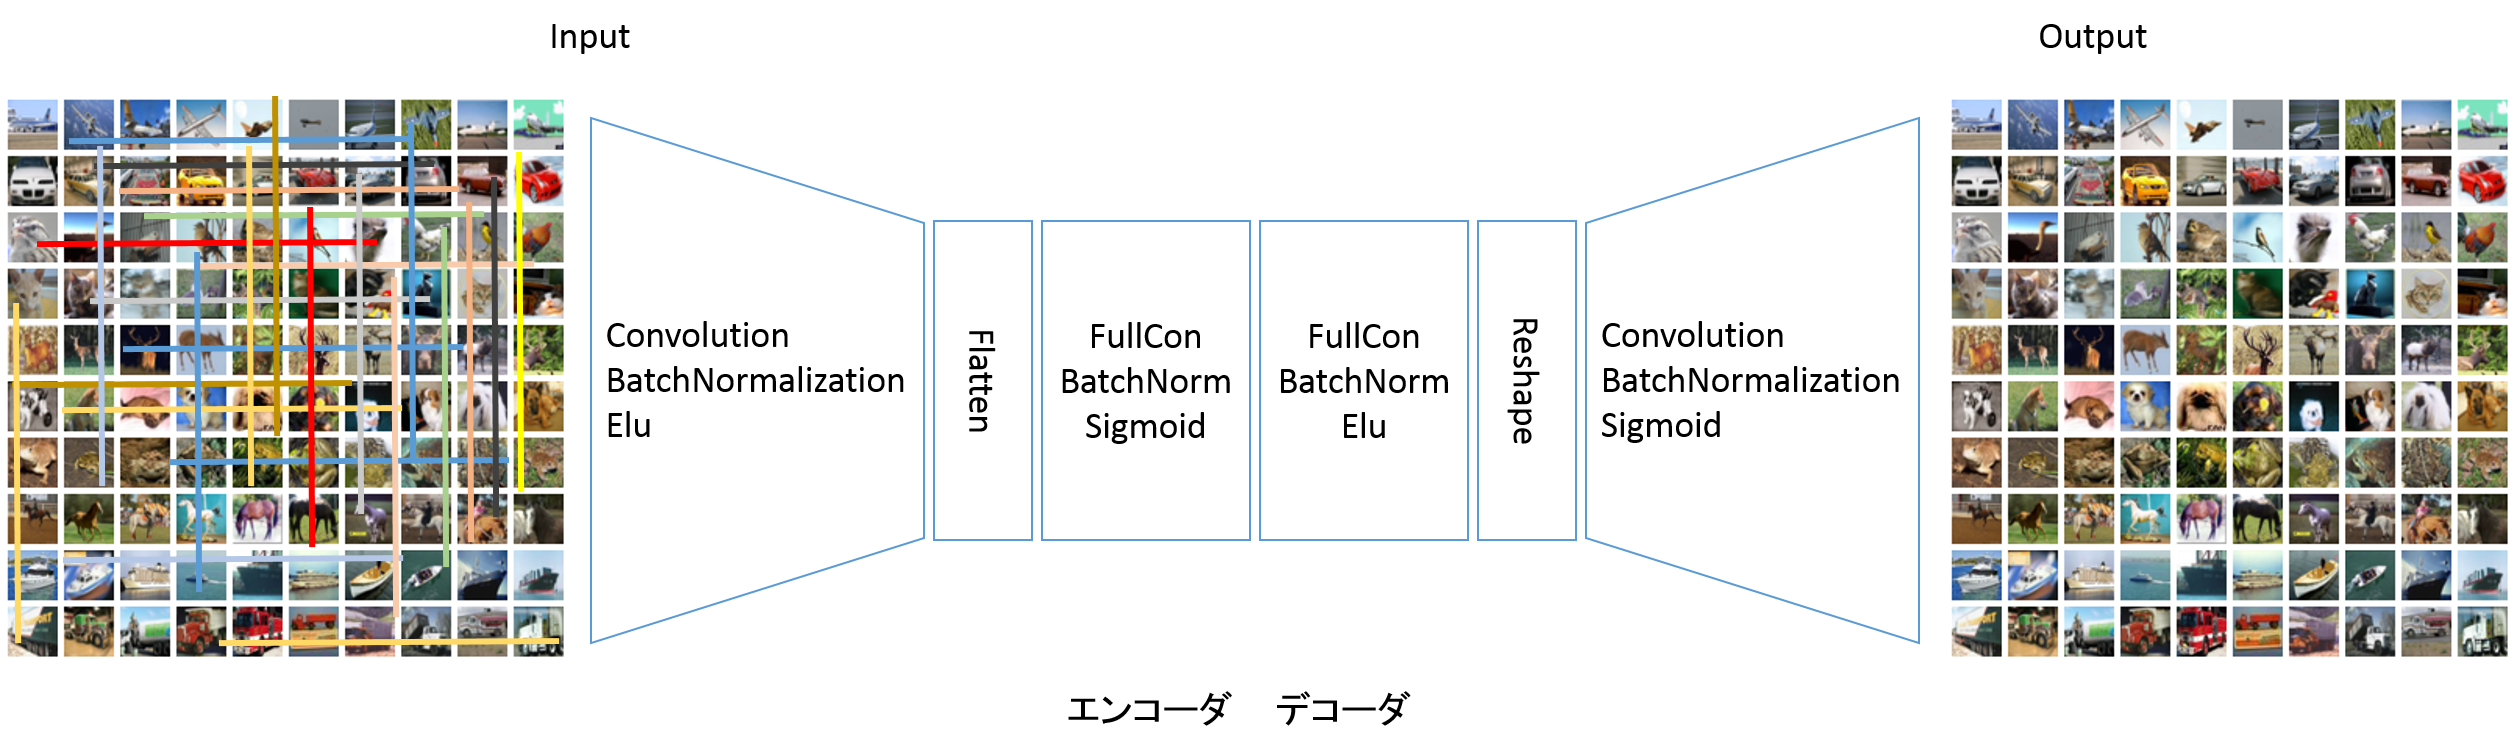 Input
Output
Convolution
BatchNormalization
Elu
Flatten
FullCon
BatchNorm
Sigmoid
FullCon
BatchNorm
Elu
Reshape
Convolution
BatchNormalization
Sigmoid
エンコーダ
デコーダ